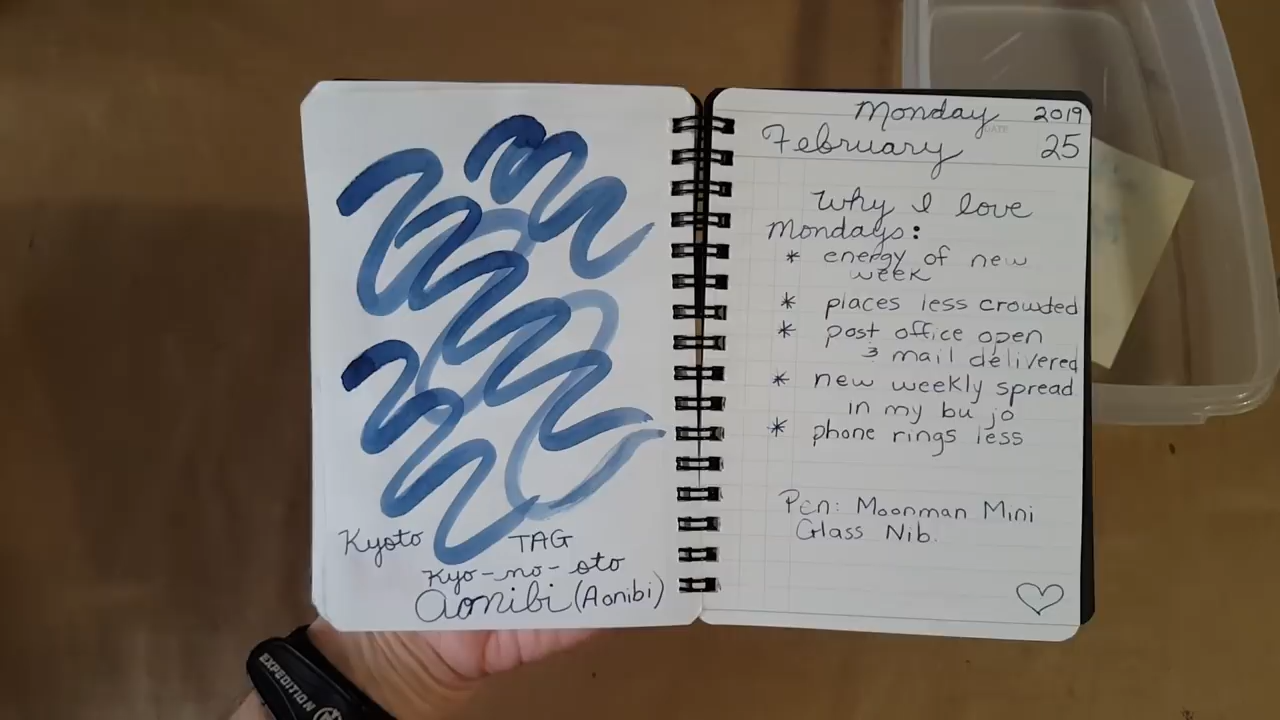 Kyoto TAG
Kyo-no-oto
Aonibi (Aonibi)
Monday 2019
DATE
February 25
Why I love
Mondays:
* energy of new
week
* places less crowded
* post office open
& mail delivered
* new weekly spread
in my bu jo
* phone rings less
Pen: Moonman Mini
Glass Nib.
EXPEDITION